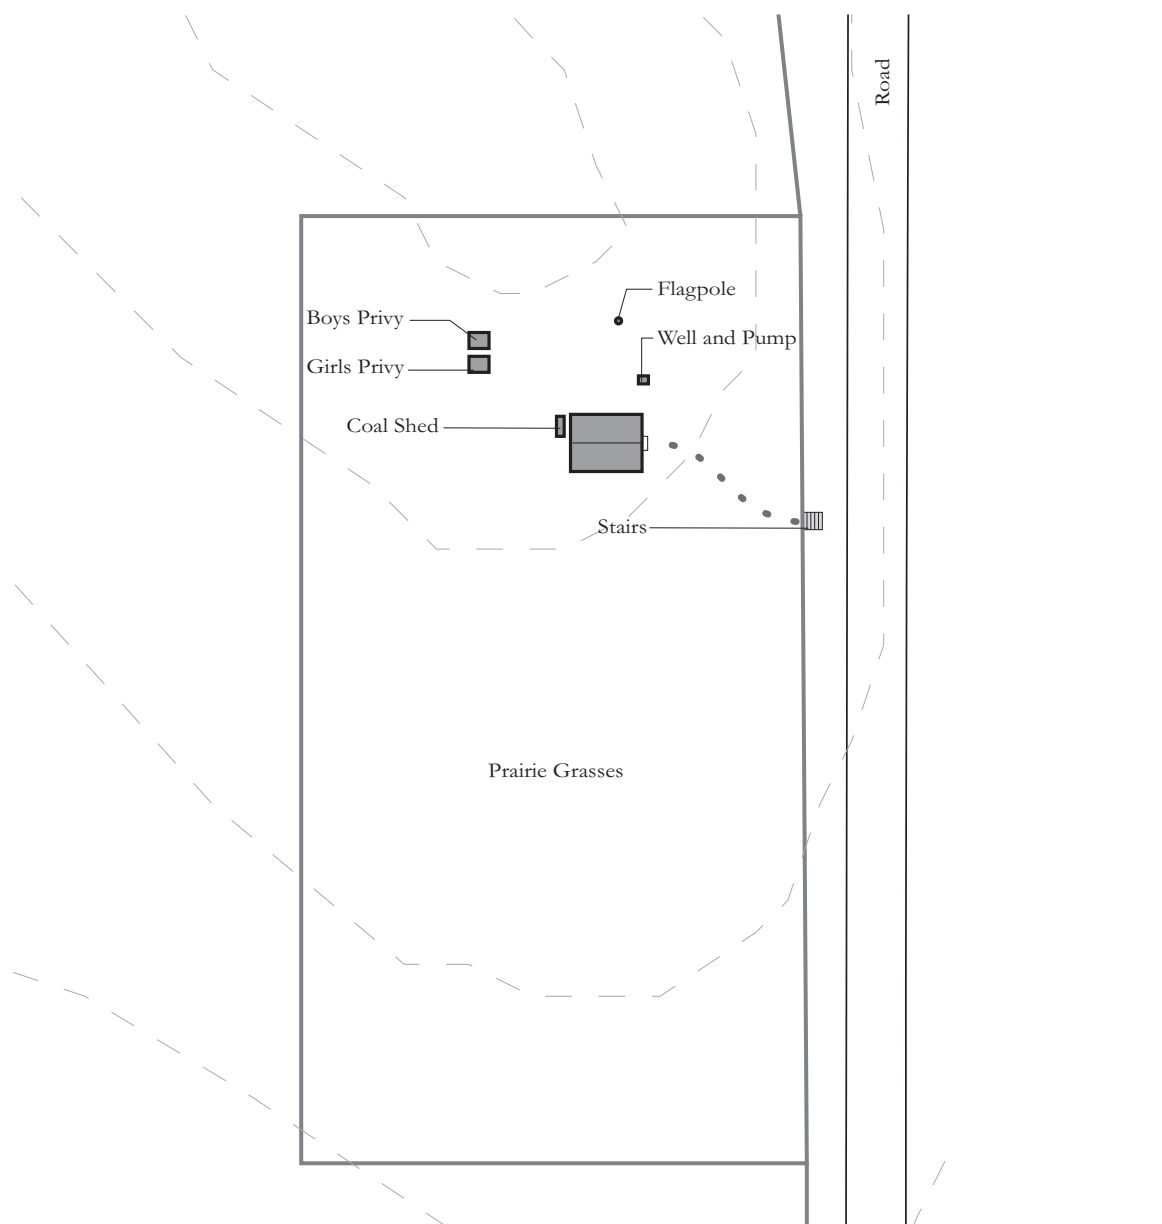 Road
Flagpole
Boys Privy
Well and Pump
Girls Privy
Coal Shed
Stairs
Prairie Grasses